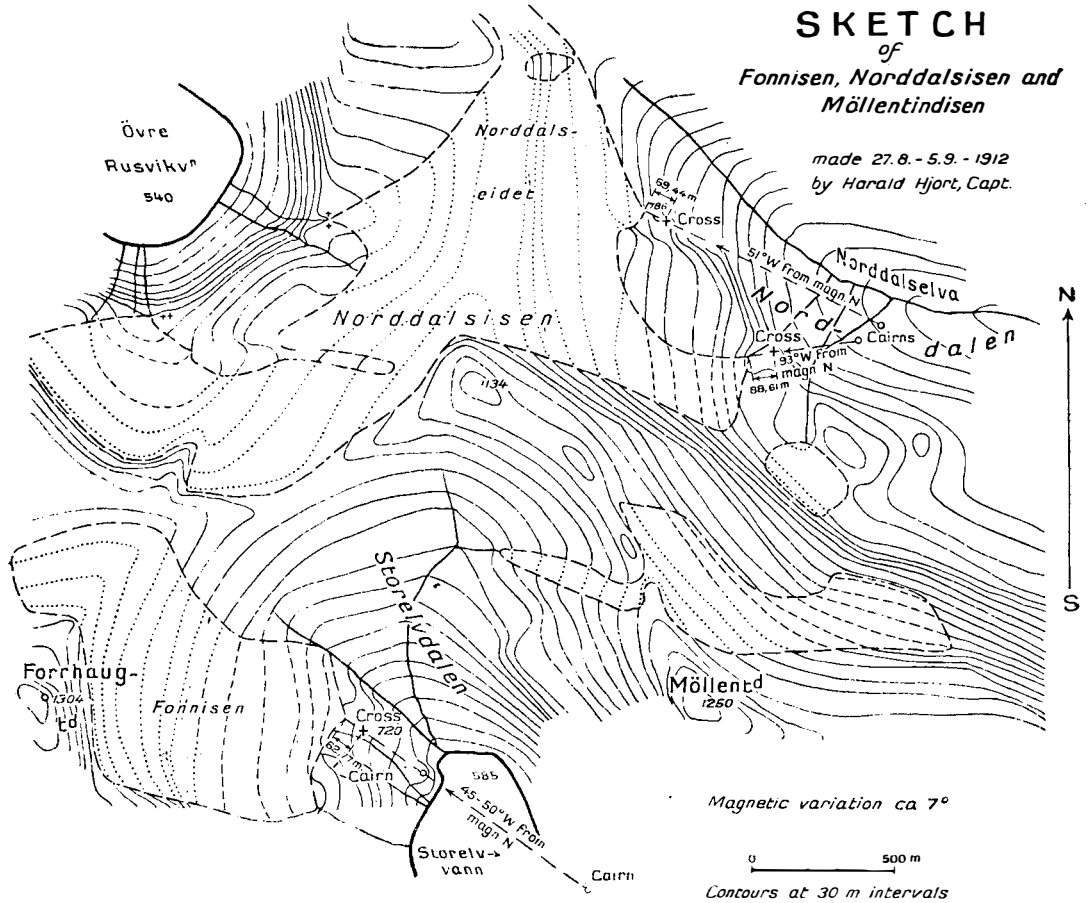 SKETCH
of
Fonnisen, Norddalsisen and
Möllentindisen
made 27.8.-5.9.-1912
by Harald Hjort, Capt.
Övre
Rusvikvⁿ
540
Norddals-
eidet
59,44m
786
Cross
51°W from magn N
Norddalselva
Nord-
dalen
Cairns
Cross
93°W from
magn N
88,61m
Norddalsisen
1134
N
S
Storelvdalen
Forrhaug-
tᵈ
1304
Fonnisen
Cross
720
Cairn
Möllentᵈ
1260
585
45-50°W from
magn N
Storelv-
vann
Cairn
Magnetic variation ca 7°
0 500 m
Contours at 30 m intervals